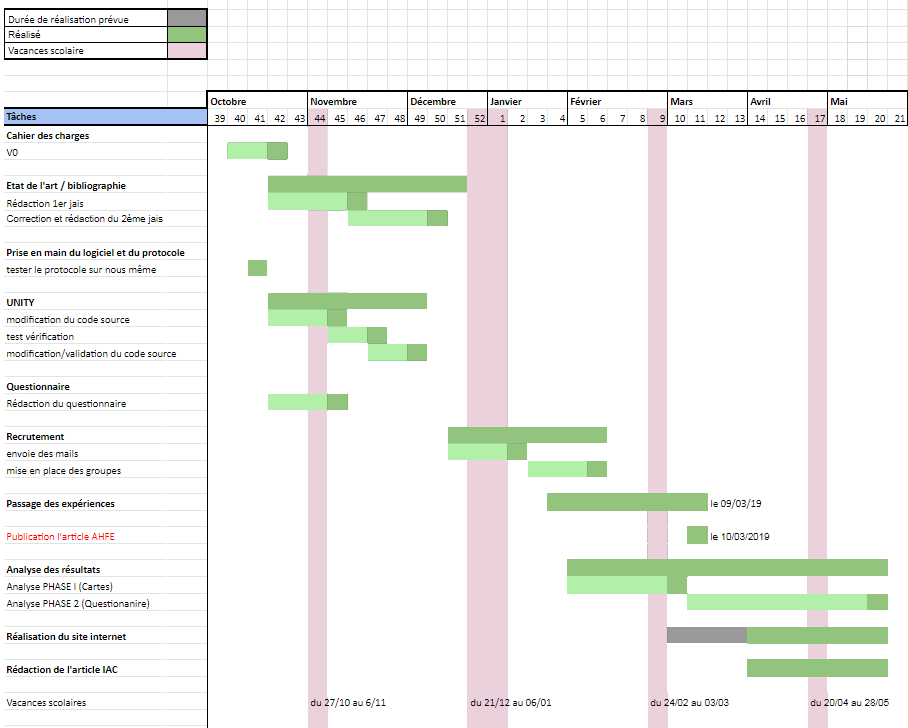 Durée de réalisation prévue
Réalisé
Vacances scolaire
Octobre Novembre Décembre Janvier Février Mars Avril Mai
Tâches 39 40 41 42 43 44 45 46 47 48 49 50 51 52 1 2 3 4 5 6 7 8 9 10 11 12 13 14 15 16 17 18 19 20 21
Cahier des charges
V0
Etat de l'art / bibliographie
Rédaction 1er jais
Correction et rédaction du 2ème jais
Prise en main du logiciel et du protocole
tester le protocole sur nous même
UNITY
modification du code source
test vérification
modification/validation du code source
Questionnaire
Rédaction du questionnaire
Recrutement
envoie des mails
mise en place des groupes
Passage des expériences le 09/03/19
Publication l'article AHFE le 10/03/2019
Analyse des résultats
Analyse PHASE I (Cartes)
Analyse PHASE 2 (Questionanire)
Réalisation du site internet
Rédaction de l'article IAC
Vacances scolaires du 27/10 au 6/11 du 21/12 au 06/01 du 24/02 au 03/03 du 20/04 au 28/05